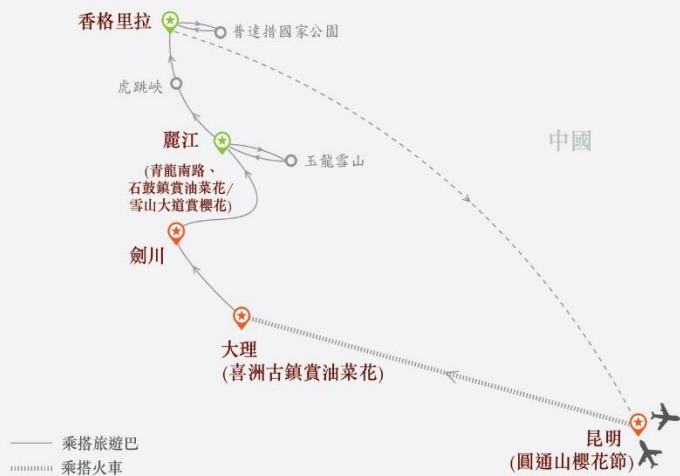 香格里拉
普達措國家公園
虎跳峽
麗江
玉龍雪山
中國
(青龍南路、
石鼓鎮賞油菜花/
雪山大道賞櫻花)
劍川
大理
(喜洲古鎮賞油菜花)
昆明
(圓通山櫻花節)
乘搭旅遊巴
乘搭火車